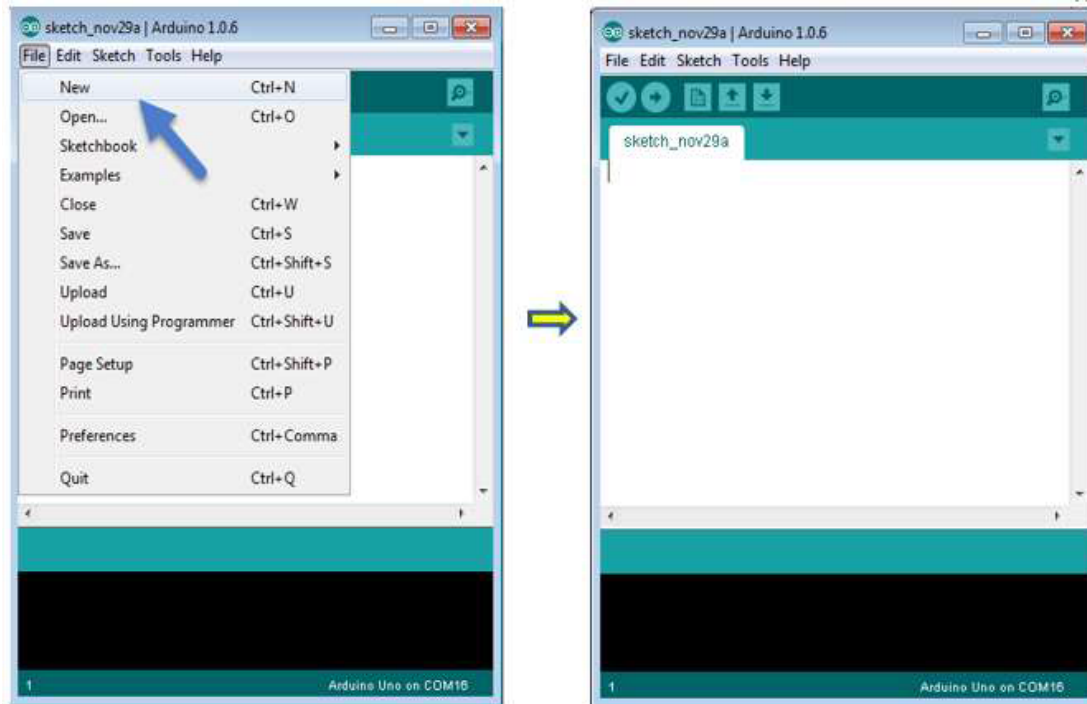 sketch_nov29a | Arduino 1.0.6
File Edit Sketch Tools Help
New Ctrl+N
Open... Ctrl+O
Sketchbook
Examples
Close Ctrl+W
Save Ctrl+S
Save As... Ctrl+Shift+S
Upload Ctrl+U
Upload Using Programmer Ctrl+Shift+U
Page Setup Ctrl+Shift+P
Print Ctrl+P
Preferences Ctrl+Comma
Quit Ctrl+Q
1 Arduino Uno on COM16
sketch_nov29a | Arduino 1.0.6
File Edit Sketch Tools Help
sketch_nov29a
1 Arduino Uno on COM16